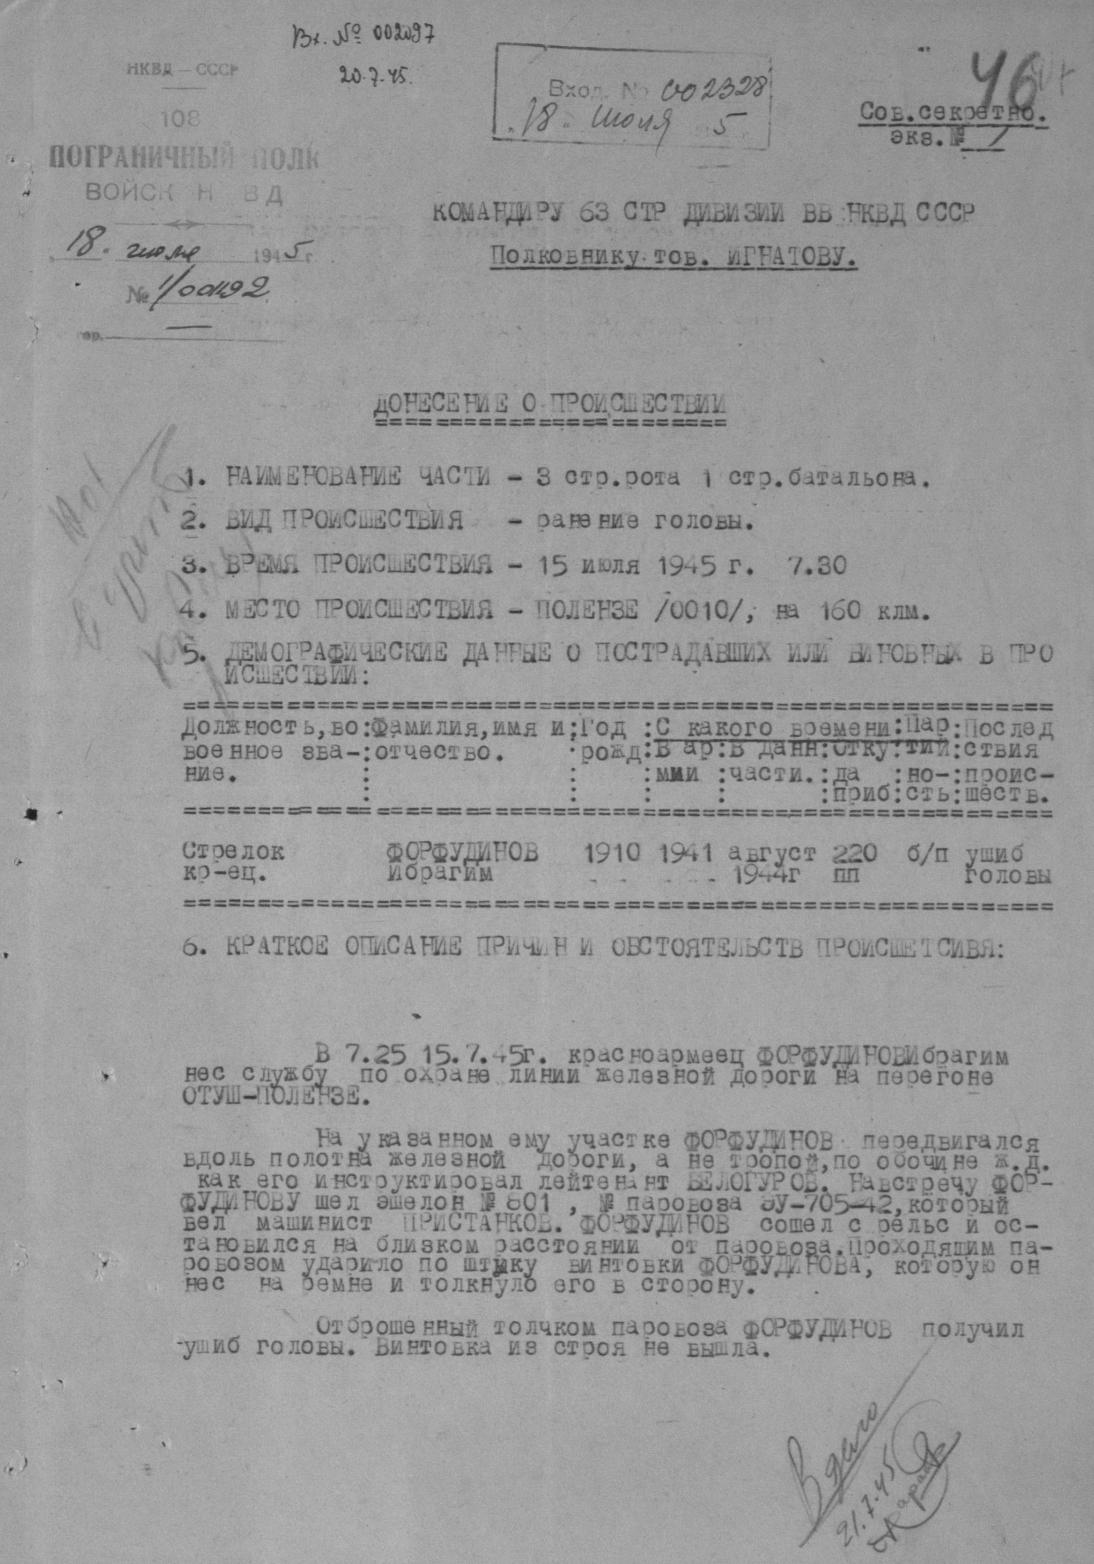 Вх. № 002097
20.7.45.
НКВД — СССР
108
ПОГРАНИЧНЫЙ ПОЛК
ВОЙСК Н ВД
18 июля 1945 г.
№ 1/00492
Вход. № 002328
"18" июля 5
46
Сов.секретно.
экз.№ 1
КОМАНДИРУ 63 СТР ДИВИЗИИ ВВ НКВД СССР
Полковнику тов. ИГНАТОВУ.
ДОНЕСЕНИЕ О ПРОИСШЕСТВИИ
1. НАИМЕНОВАНИЕ ЧАСТИ - 3 стр.рота 1 стр.батальона.
2. ВИД ПРОИСШЕСТВИЯ - ранение головы.
3. ВРЕМЯ ПРОИСШЕСТВИЯ - 15 июля 1945 г. 7.30
4. МЕСТО ПРОИСШЕСТВИЯ - ПОЛЕНЗЕ /0010/, на 160 клм.
5. ДЕМОГРАФИЧЕСКИЕ ДАННЫЕ О ПОСТРАДАВШИХ ИЛИ ВИНОВНЫХ В ПРО
ИСШЕСТВИИ:
Должность,во:Фамилия,имя и:Год :С какого времени:Пар:Послед
военное зва-:отчество. :рожд:В ар:В данн:Отку:тий:ствия
ние. : : :мии :части.:да :но-:проис-
: : : : :приб:сть:шеств.
Стрелок ФОРФУДИНОВ 1910 1941 август 220 б/п ушиб
кр-ец. Ибрагим 1944г пп головы
6. КРАТКОЕ ОПИСАНИЕ ПРИЧИН И ОБСТОЯТЕЛЬСТВ ПРОИСШЕТСИВЯ:
В 7.25 15.7.45г. красноармеец ФОРФУДИНОВИбрагим
нес службу по охране линии железной дороги на перегоне
ОТУШ-ПОЛЕНЗЕ.
На указанном ему участке ФОРФУДИНОВ передвигался
вдоль полотна железной дороги, а не тропой,по обочине ж.д.
как его инструктировал лейтенант БЕЛОГУРОВ. Навстречу ФОР-
ФУДИНОВУ шел эшелон № 801 , № паровоза ЭУ-705-42,который
вел машинист ПРИСТАНКОВ. ФОРФУДИНОВ сошел с рельс и ос-
тановился на близком расстоянии от паровоза.Проходящим па-
ровозом ударило по штыку винтовки ФОРФУДИНОВА, которую он
нес на ремне и толкнуло его в сторону.
Отброшенный толчком паровоза ФОРФУДИНОВ получил
ушиб головы. Винтовка из строя не вышла.
В дело
21.7.45